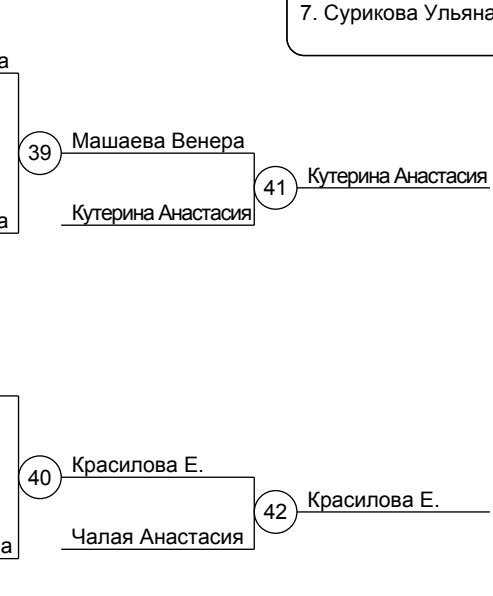 7. Сурикова Ульяна
а
39
Машаева Венера
41
Кутерина Анастасия
Кутерина Анастасия
а
40
Красилова Е.
42
Красилова Е.
Чалая Анастасия
а